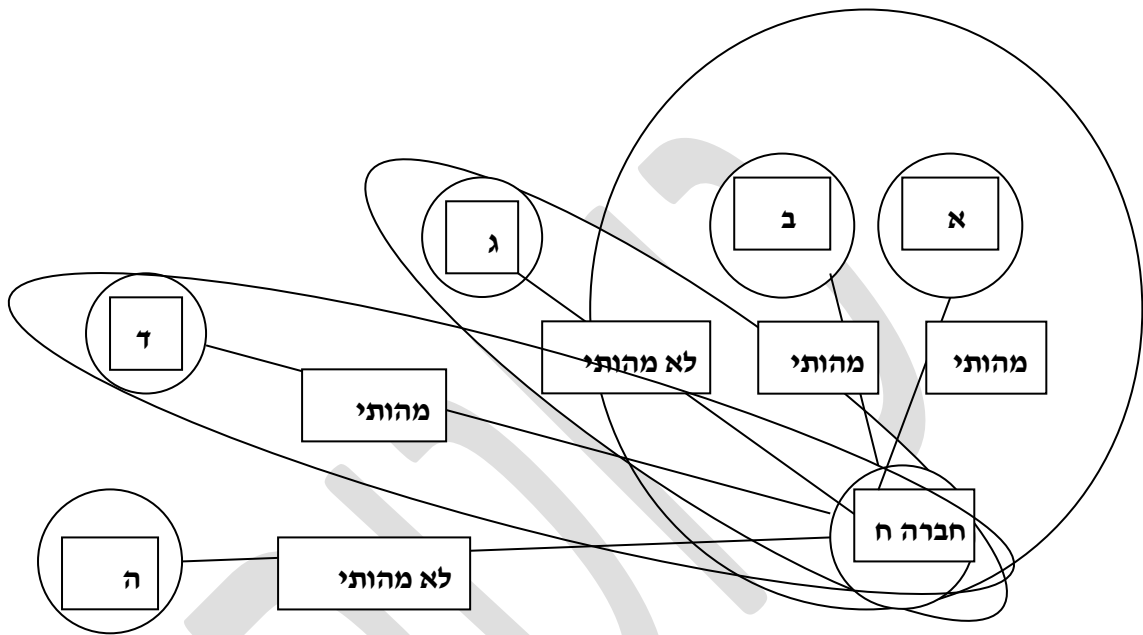 א
ב
ג
ד
מהותי
מהותי
לא מהותי
מהותי
חברה ח
לא מהותי
ה